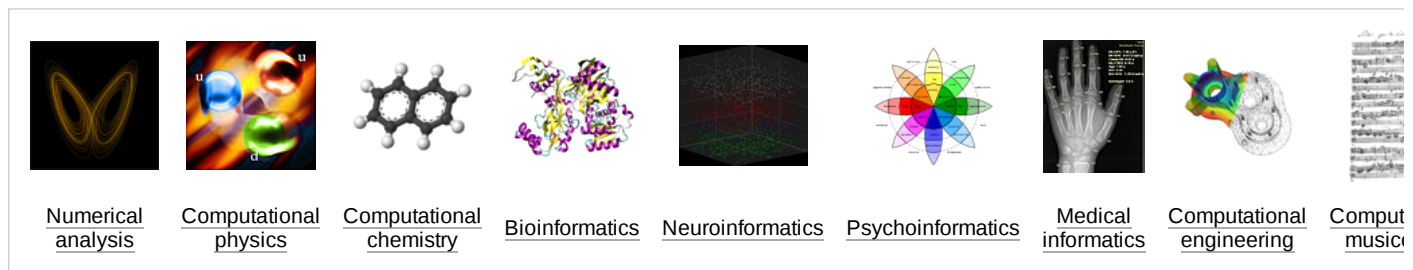 u
u
d
Numerical
analysis
Computational
physics
Computational
chemistry
Bioinformatics
Neuroinformatics
Psychoinformatics
Medical
informatics
Computational
engineering